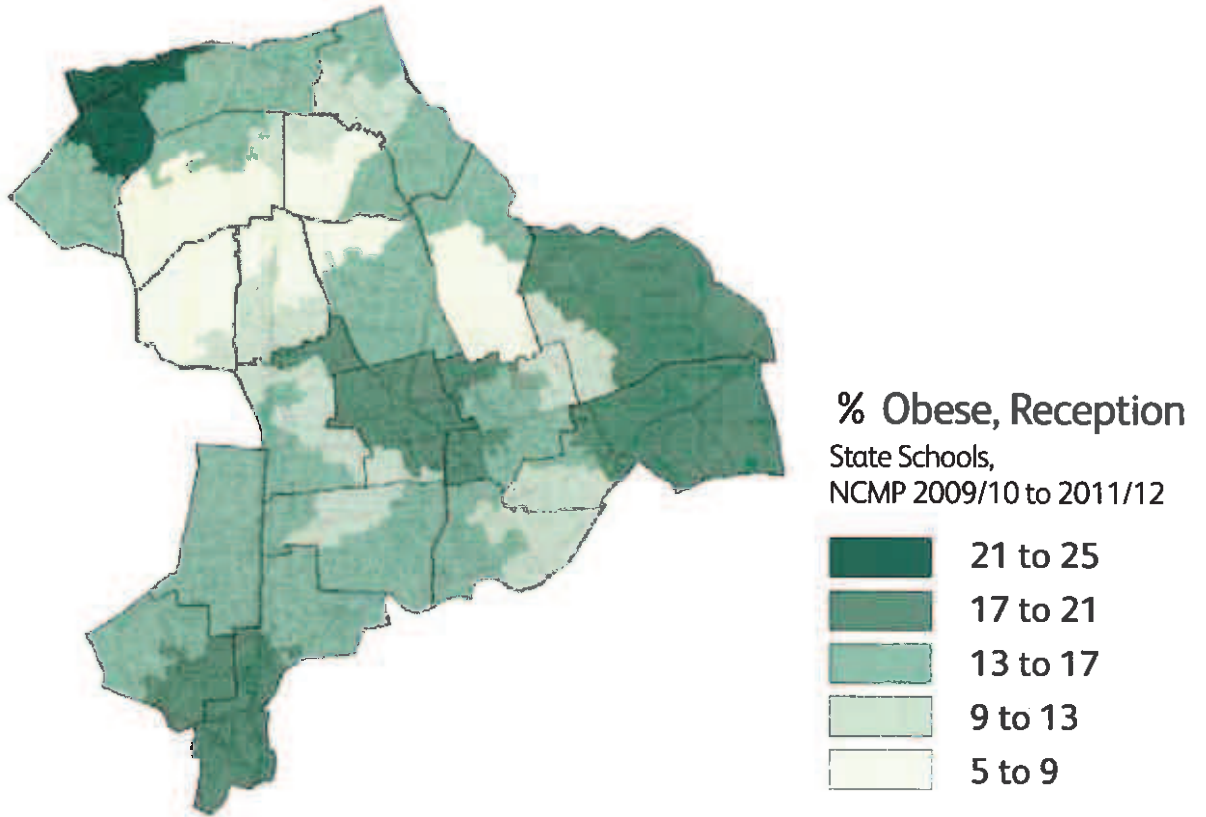 % Obese, Reception
State Schools,
NCMP 2009/10 to 2011/12
21 to 25
17 to 21
13 to 17
9 to 13
5 to 9